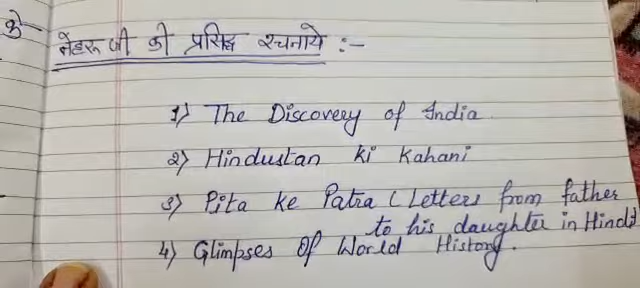 नेहरू जी की प्रसिद्ध रचनाये :-
1) The Discovery of India
2) Hindustan ki kahani
3) Pita ke Patra (Letters from father
to his daughter in Hindi)
4) Glimpses Of World History.